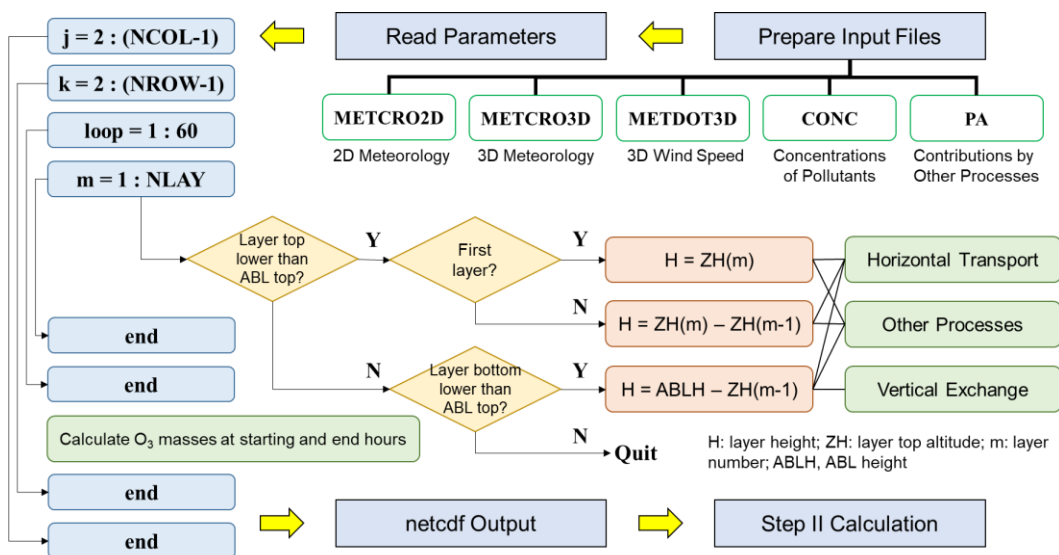 j = 2 : (NCOL-1)
Read Parameters
Prepare Input Files
k = 2 : (NROW-1)
loop = 1 : 60
m = 1 : NLAY
METCRO2D
METCRO3D
METDOT3D
CONC
PA
2D Meteorology
3D Meteorology
3D Wind Speed
Concentrations
of Pollutants
Contributions by
Other Processes
Layer top
lower than
ABL top?
Y
First
layer?
Y
H = ZH(m)
Horizontal Transport
N
H = ZH(m) – ZH(m-1)
Other Processes
end
N
Layer bottom
lower than
ABL top?
Y
H = ABLH – ZH(m-1)
Vertical Exchange
end
Calculate O₃ masses at starting and end hours
N
Quit
H: layer height; ZH: layer top altitude; m: layer
number; ABLH, ABL height
end
end
netcdf Output
Step II Calculation